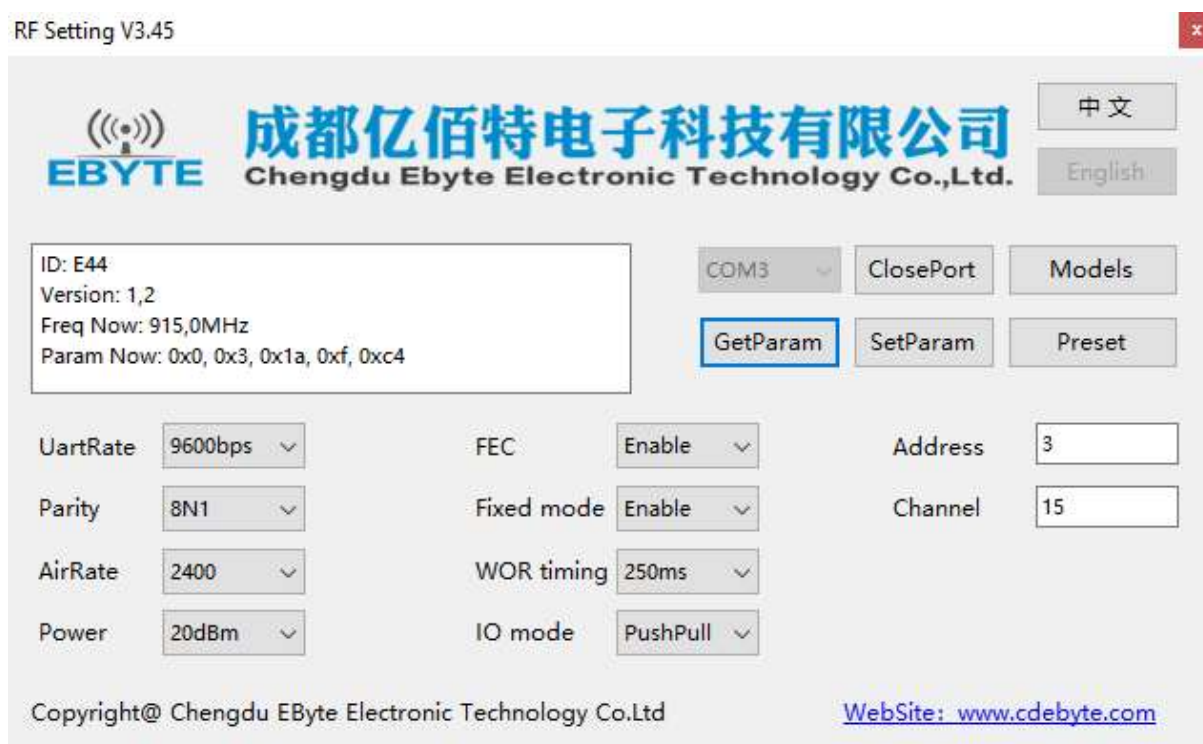 RF Setting V3.45
x
EBYTE
成都亿佰特电子科技有限公司
Chengdu Ebyte Electronic Technology Co.,Ltd.
中文
English
ID: E44
Version: 1,2
Freq Now: 915,0MHz
Param Now: 0x0, 0x3, 0x1a, 0xf, 0xc4
COM3 ClosePort Models
GetParam SetParam Preset
UartRate 9600bps FEC Enable Address 3
Parity 8N1 Fixed mode Enable Channel 15
AirRate 2400 WOR timing 250ms
Power 20dBm IO mode PushPull
Copyright@ Chengdu EByte Electronic Technology Co.Ltd WebSite: www.cdebyte.com